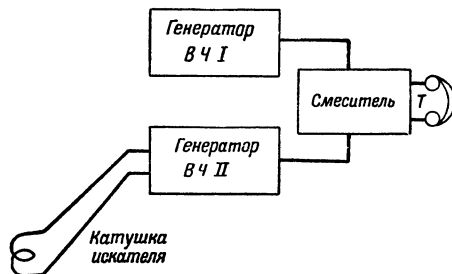 Генератор
ВЧ I
Смеситель
Т
Генератор
ВЧ II
Катушка
искателя